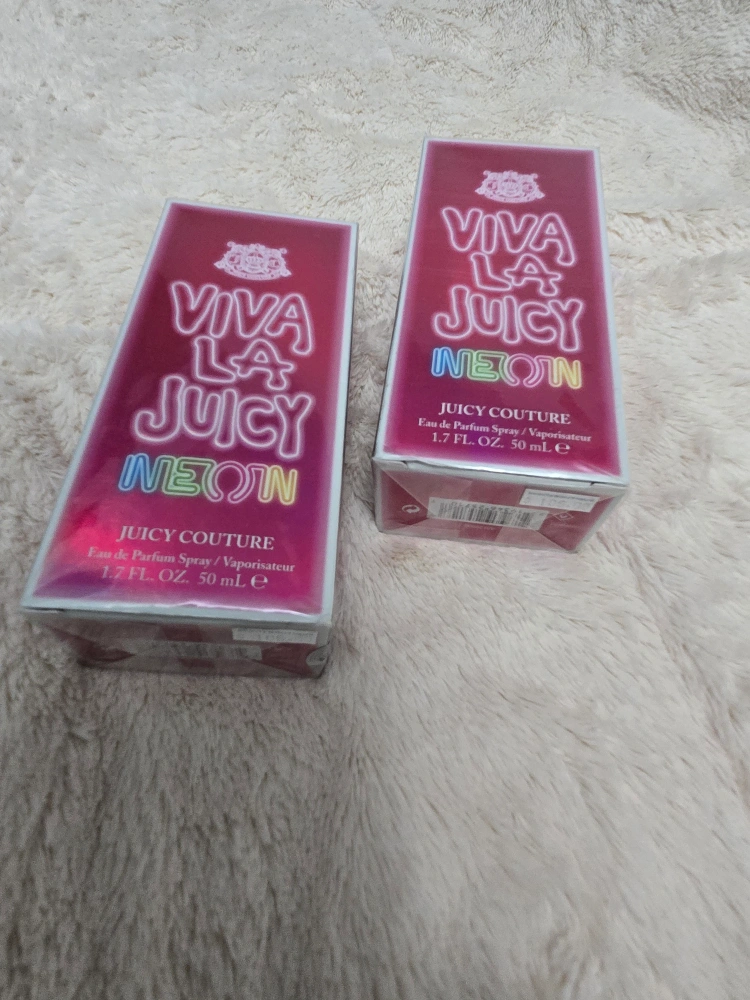 VIVA
LA
JUICY
NEON
JUICY COUTURE
Eau de Parfum Spray / Vaporisateur
1.7 FL. OZ. 50 mL ℮
VIVA
LA
JUICY
NEON
JUICY COUTURE
Eau de Parfum Spray / Vaporisateur
1.7 FL. OZ. 50 mL ℮